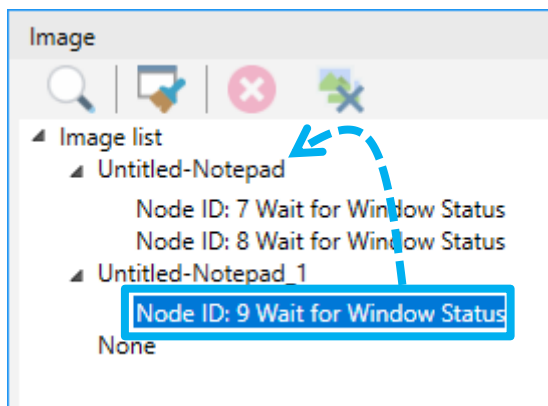 Image
Image list
Untitled-Notepad
Node ID: 7 Wait for Window Status
Node ID: 8 Wait for Window Status
Untitled-Notepad_1
Node ID: 9 Wait for Window Status
None